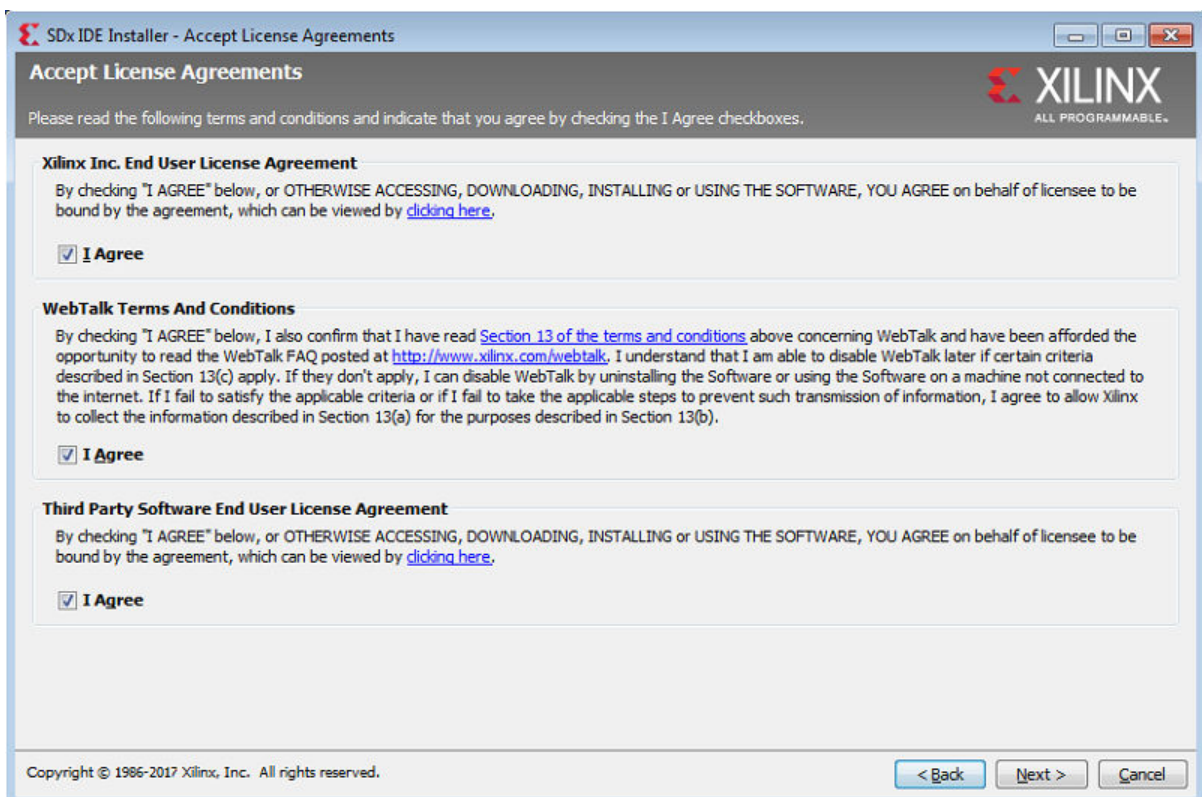 SDx IDE Installer - Accept License Agreements
Accept License Agreements
XILINX
ALL PROGRAMMABLE™
Please read the following terms and conditions and indicate that you agree by checking the I Agree checkboxes.
Xilinx Inc. End User License Agreement
By checking "I AGREE" below, or OTHERWISE ACCESSING, DOWNLOADING, INSTALLING or USING THE SOFTWARE, YOU AGREE on behalf of licensee to be
bound by the agreement, which can be viewed by clicking here.
I Agree
WebTalk Terms And Conditions
By checking "I AGREE" below, I also confirm that I have read Section 13 of the terms and conditions above concerning WebTalk and have been afforded the
opportunity to read the WebTalk FAQ posted at http://www.xilinx.com/webtalk. I understand that I am able to disable WebTalk later if certain criteria
described in Section 13(c) apply. If they don't apply, I can disable WebTalk by uninstalling the Software or using the Software on a machine not connected to
the internet. If I fail to satisfy the applicable criteria or if I fail to take the applicable steps to prevent such transmission of information, I agree to allow Xilinx
to collect the information described in Section 13(a) for the purposes described in Section 13(b).
I Agree
Third Party Software End User License Agreement
By checking "I AGREE" below, or OTHERWISE ACCESSING, DOWNLOADING, INSTALLING or USING THE SOFTWARE, YOU AGREE on behalf of licensee to be
bound by the agreement, which can be viewed by clicking here.
I Agree
Copyright © 1986-2017 Xilinx, Inc. All rights reserved.
< Back
Next >
Cancel